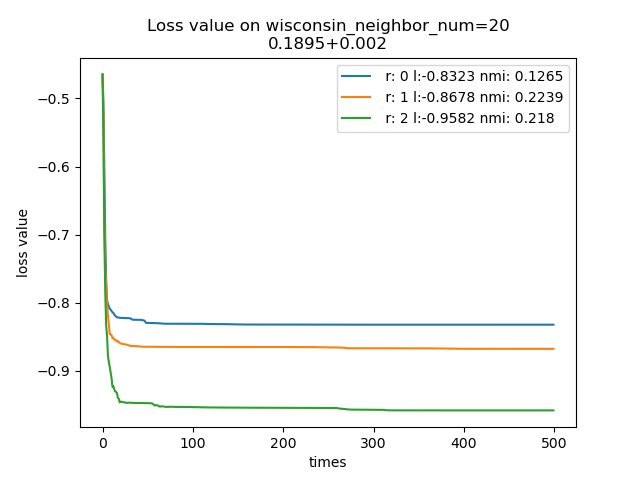 Loss value on wisconsin_neighbor_num=20
0.1895+0.002
r: 0 l:-0.8323 nmi: 0.1265
r: 1 l:-0.8678 nmi: 0.2239
r: 2 l:-0.9582 nmi: 0.218
−0.5
−0.6
−0.7
−0.8
−0.9
loss value
0 100 200 300 400 500
times